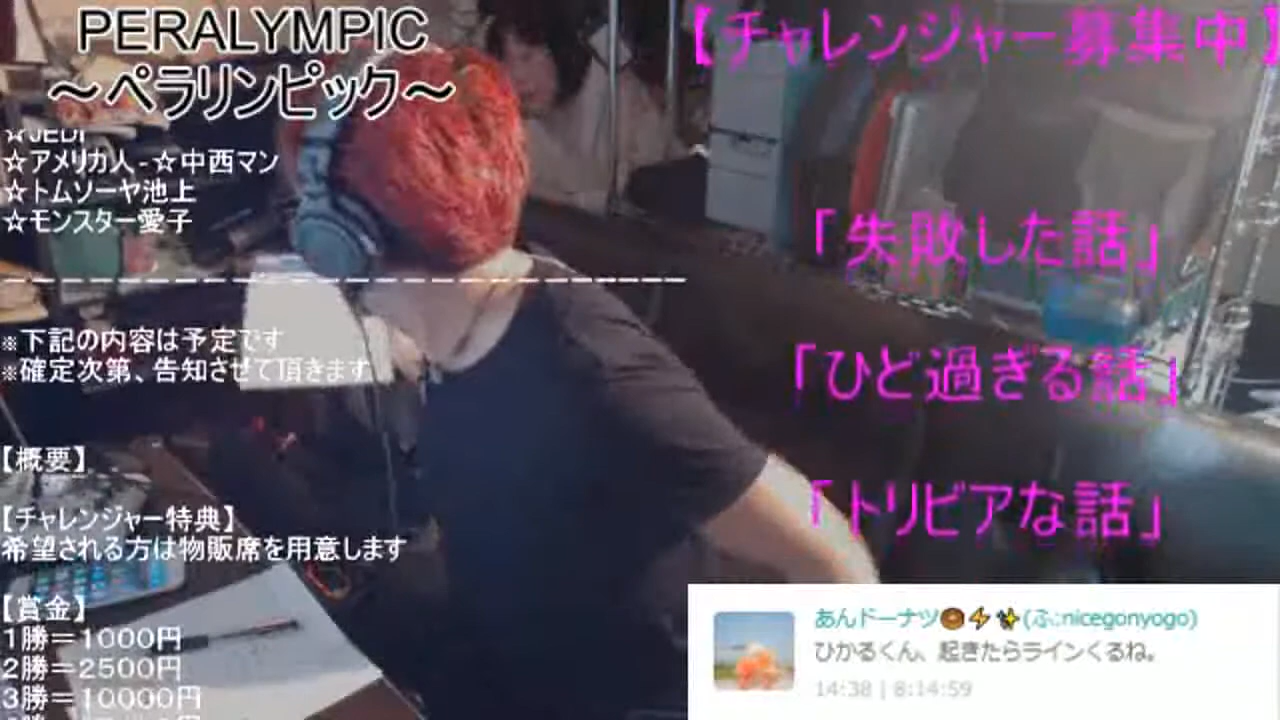 PERALYMPIC
～ペラリンピック～
☆JEDI
☆アメリカ人-☆中西マン
☆トムソーヤ池上
☆モンスター愛子
※下記の内容は予定です
※確定次第、告知させて頂きます
【概要】
【チャレンジャー特典】
希望される方は物販席を用意します
【賞金】
1勝＝1000円
2勝＝2500円
3勝＝10000円
【チャレンジャー募集中】
「失敗した話」
「ひど過ぎる話」
「トリビアな話」
あんドーナツ🍩⚡✨(ふ:nicegonyogo)
ひかるくん、起きたらラインくるね。
14:38 | 8:14:59